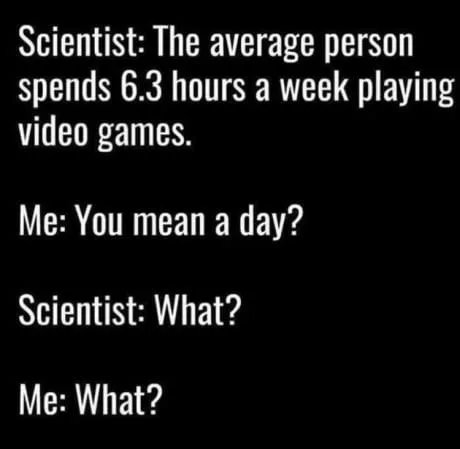 Scientist: The average person
spends 6.3 hours a week playing
video games.
Me: You mean a day?
Scientist: What?
Me: What?